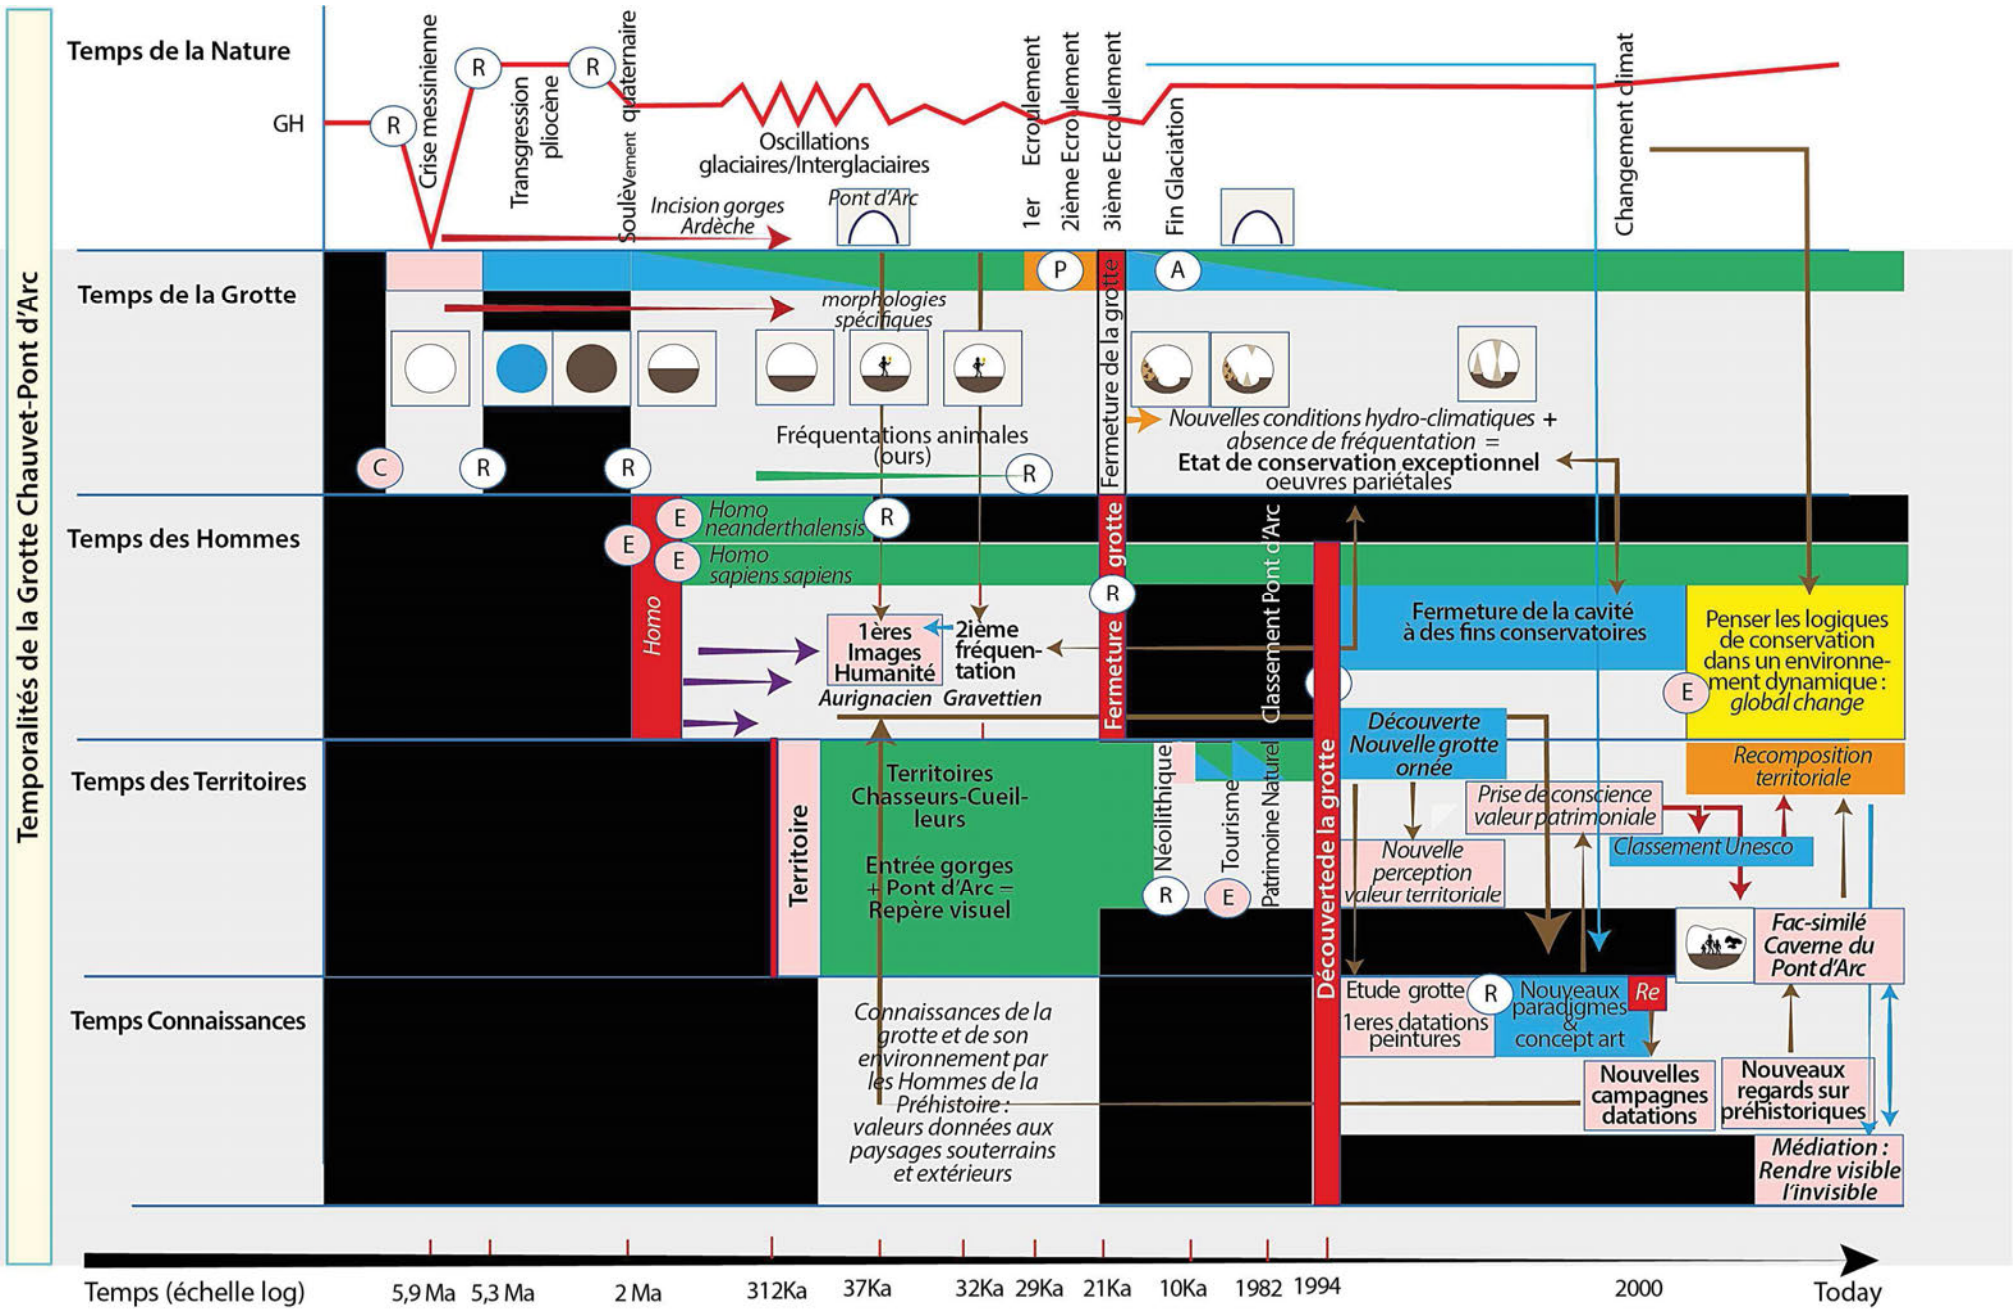 Temporalités de la Grotte Chauvet-Pont d'Arc
Temps de la Nature
GH
R
R
R
Crise messinienne
Transgression
pliocène
Soulèvement quaternaire
Oscillations
glaciaires/Interglaciaires
Incision gorges
Ardèche
Pont d'Arc
1er Ecroulement
2ième Ecroulement
3ième Ecroulement
Fin Glaciation
Changement climat
Temps de la Grotte
P
A
morphologies
spécifiques
Fermeture de la grotte
Nouvelles conditions hydro-climatiques +
absence de fréquentation =
Etat de conservation exceptionnel
oeuvres pariétales
Fréquentations animales
(ours)
C
R
R
R
Temps des Hommes
E
E
E
Homo
Homo
neanderthalensis
R
Homo
sapiens sapiens
1ères
Images
Humanité
Aurignacien
2ième
fréquen-
tation
Gravettien
Fermeture grotte
R
Classement Pont d'Arc
Fermeture de la cavité
à des fins conservatoires
Penser les logiques
de conservation
dans un environne-
ment dynamique :
global change
E
Découverte
Nouvelle grotte
ornée
Temps des Territoires
Territoire
Territoires
Chasseurs-Cueil-
leurs
Entrée gorges
+ Pont d'Arc =
Repère visuel
Néoilithique
R
Tourisme
E
Patrimoine Naturel
Découvertede la grotte
Nouvelle
perception
valeur territoriale
Prise de conscience
valeur patrimoniale
Classement Unesco
Recomposition
territoriale
Fac-similé
Caverne du
Pont d'Arc
Temps Connaissances
Connaissances de la
grotte et de son
environnement par
les Hommes de la
Préhistoire :
valeurs données aux
paysages souterrains
et extérieurs
Etude grotte
1eres datations
peintures
R
Nouveaux
paradigmes
&
concept art
Re
Nouvelles
campagnes
datations
Nouveaux
regards sur
préhistoriques
Médiation :
Rendre visible
l'invisible
Temps (échelle log)
5,9 Ma
5,3 Ma
2 Ma
312Ka
37Ka
32Ka
29Ka
21Ka
10Ka
1982
1994
2000
Today